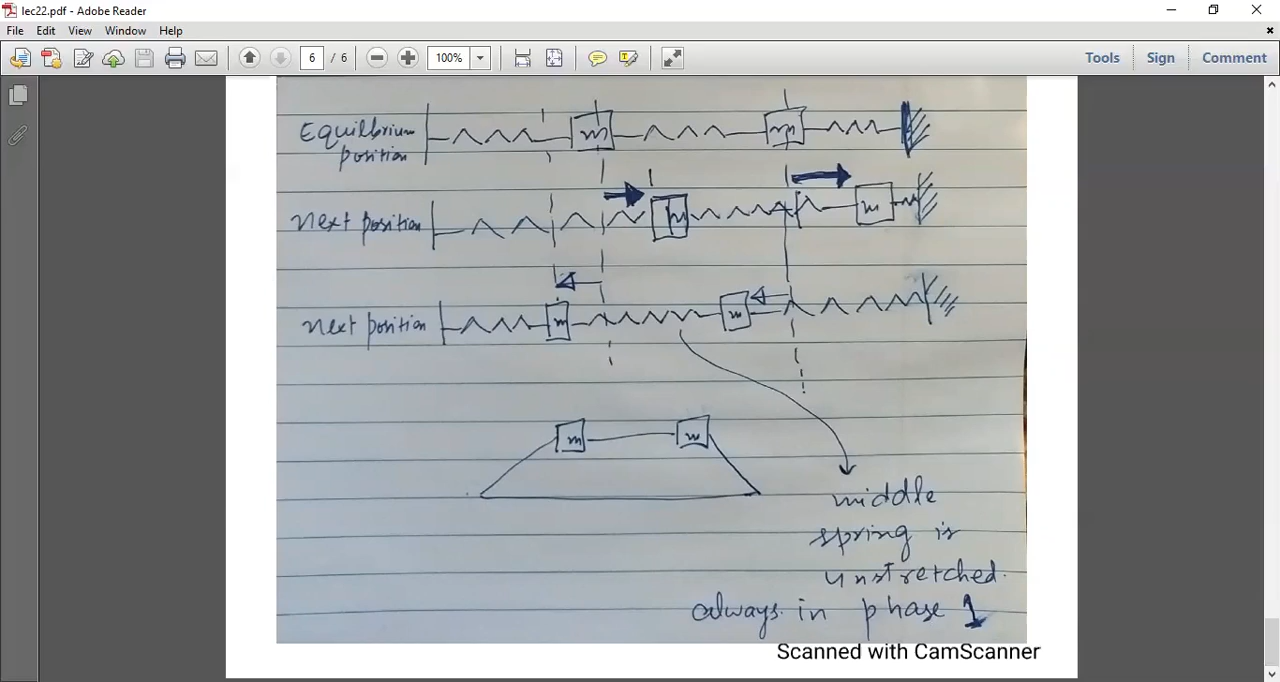 lec22.pdf - Adobe Reader
File Edit View Window Help
6 / 6 100% Tools Sign Comment
Equilibrium m m
position
next position m m
next position m m
m m
middle
spring is
unstretched.
always in phase 1
Scanned with CamScanner